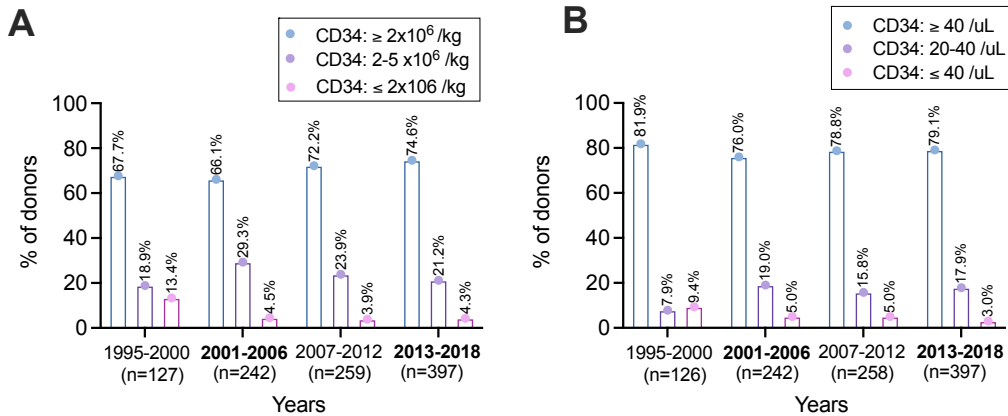 A
CD34: ≥ 2x10⁶ /kg
CD34: 2-5 x10⁶ /kg
CD34: ≤ 2x106 /kg
% of donors
100
80
60
40
20
0
67.7%
18.9%
13.4%
66.1%
29.3%
4.5%
72.2%
23.9%
3.9%
74.6%
21.2%
4.3%
1995-2000
(n=127)
2001-2006
(n=242)
2007-2012
(n=259)
2013-2018
(n=397)
Years
B
CD34: ≥ 40 /uL
CD34: 20-40 /uL
CD34: ≤ 40 /uL
% of donors
100
80
60
40
20
0
81.9%
7.9%
9.4%
76.0%
19.0%
5.0%
78.8%
15.8%
5.0%
79.1%
17.9%
3.0%
1995-2000
(n=126)
2001-2006
(n=242)
2007-2012
(n=258)
2013-2018
(n=397)
Years